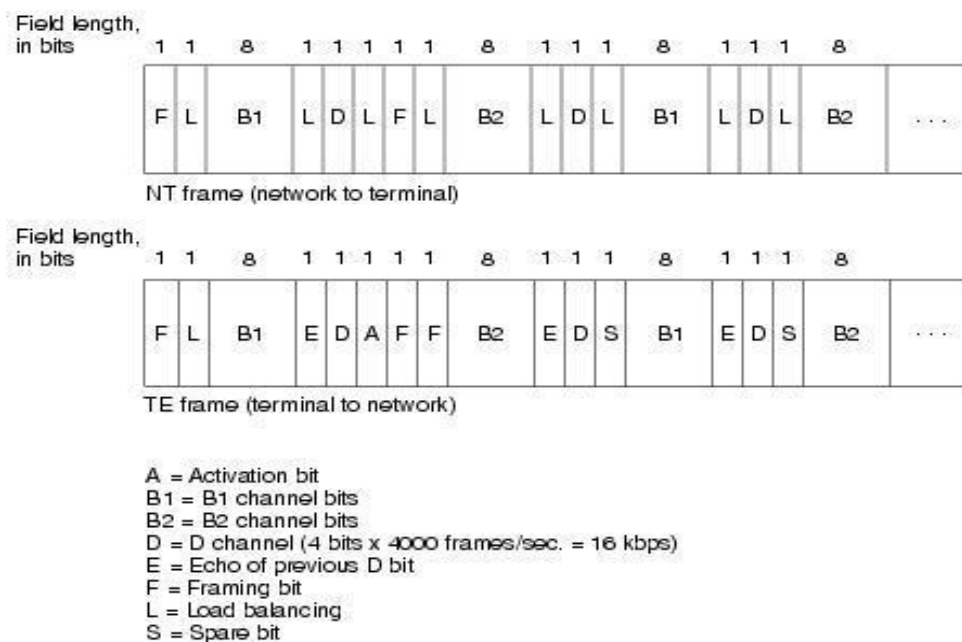 Field length,
in bits 1 1 8 1 1 1 1 1 8 1 1 1 8 1 1 1 8
F L B1 L D L F L B2 L D L B1 L D L B2 . . .
NT frame (network to terminal)
Field length,
in bits 1 1 8 1 1 1 1 1 8 1 1 1 8 1 1 1 8
F L B1 E D A F F B2 E D S B1 E D S B2 . . .
TE frame (terminal to network)
A = Activation bit
B1 = B1 channel bits
B2 = B2 channel bits
D = D channel (4 bits x 4000 frames/sec. = 16 kbps)
E = Echo of previous D bit
F = Framing bit
L = Load balancing
S = Spare bit